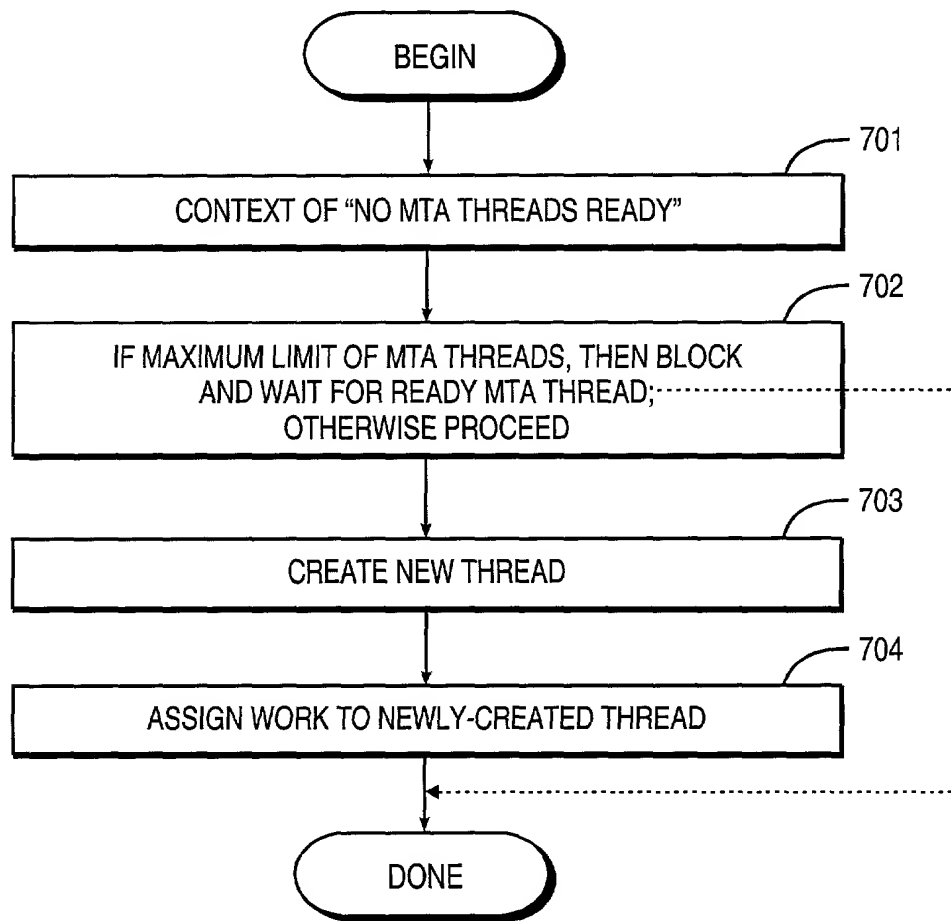 BEGIN
701
CONTEXT OF “NO MTA THREADS READY”
702
IF MAXIMUM LIMIT OF MTA THREADS, THEN BLOCK
AND WAIT FOR READY MTA THREAD;
OTHERWISE PROCEED
703
CREATE NEW THREAD
704
ASSIGN WORK TO NEWLY-CREATED THREAD
DONE